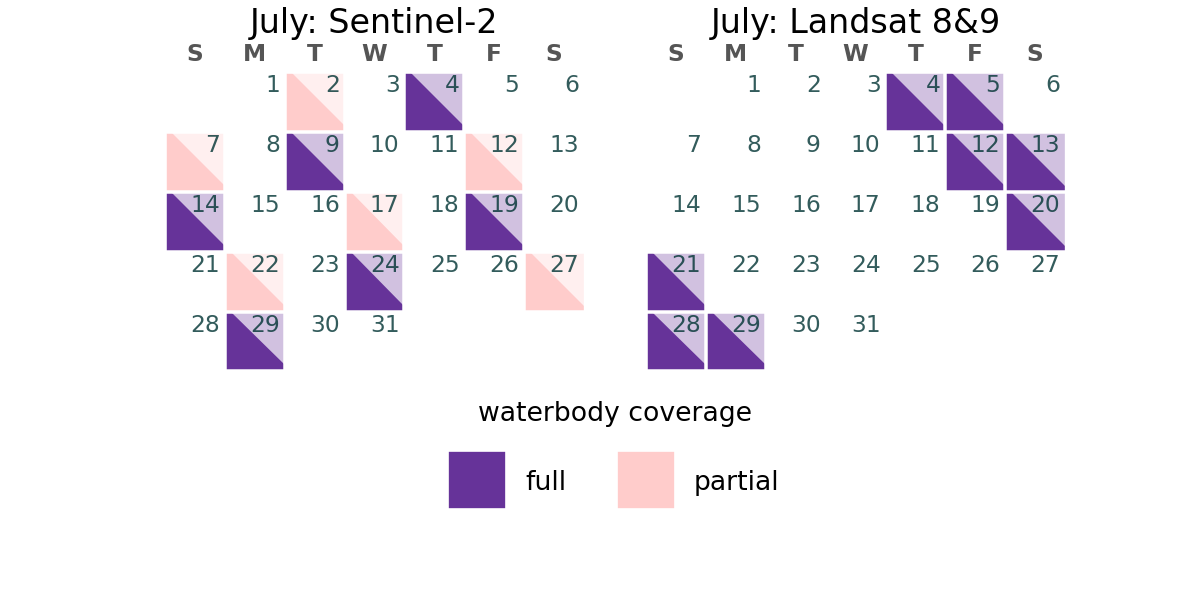 July: Sentinel-2
S M T W T F S
1 2 3 4 5 6
7 8 9 10 11 12 13
14 15 16 17 18 19 20
21 22 23 24 25 26 27
28 29 30 31
July: Landsat 8&9
S M T W T F S
1 2 3 4 5 6
7 8 9 10 11 12 13
14 15 16 17 18 19 20
21 22 23 24 25 26 27
28 29 30 31
waterbody coverage
full partial